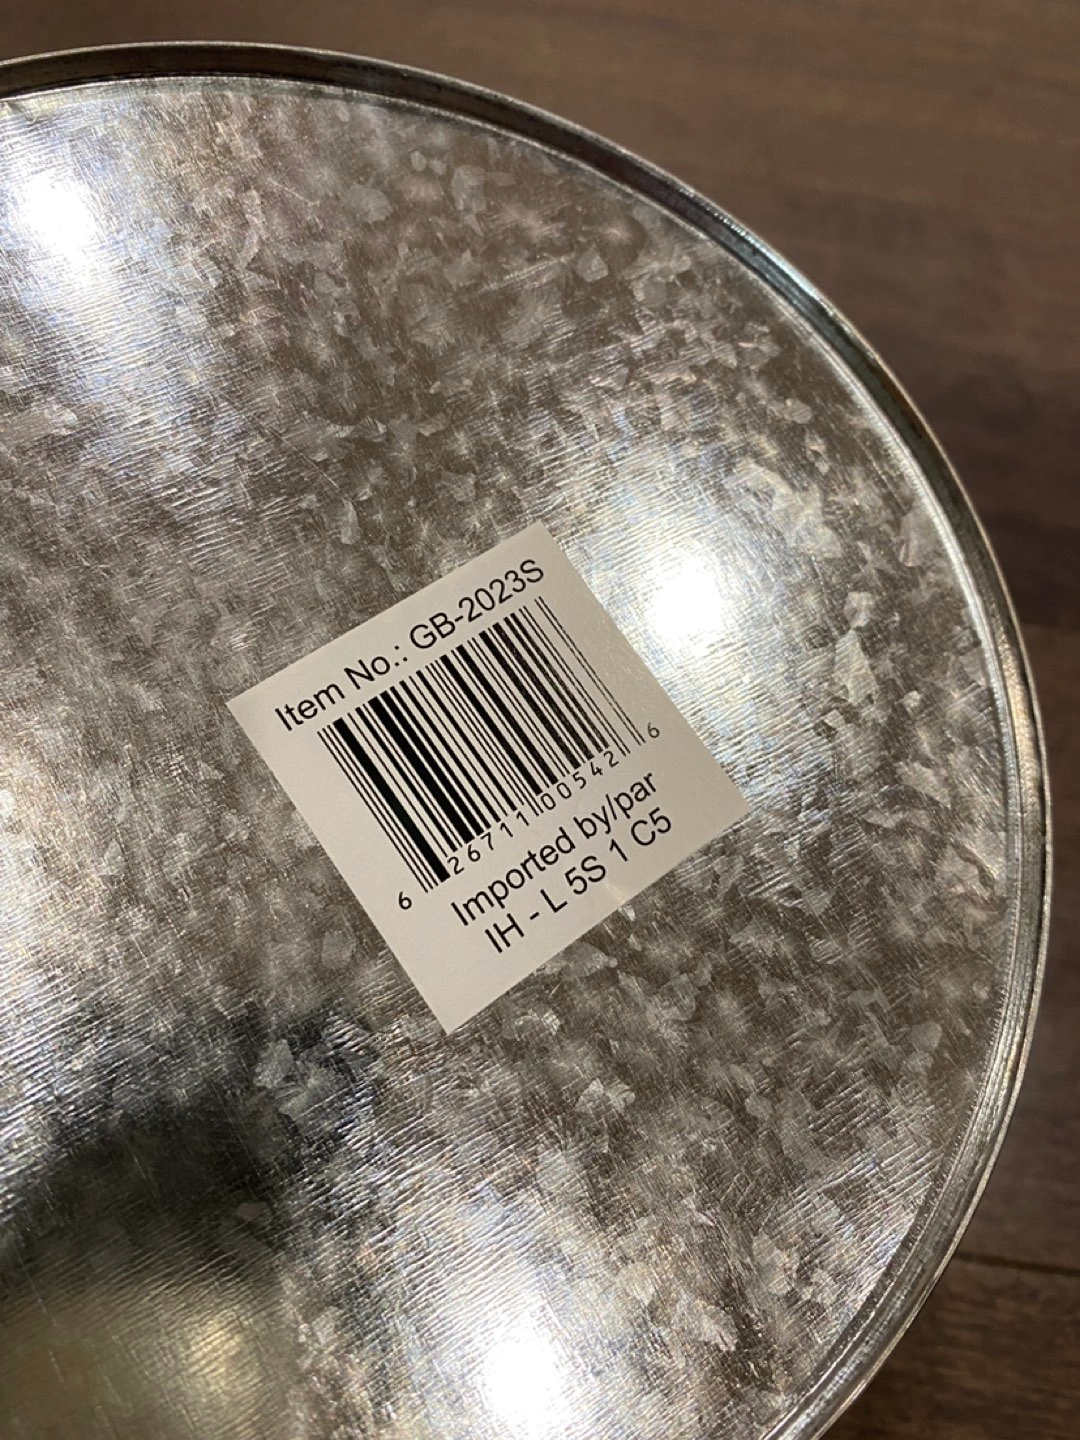 Item No.: GB-2023S
6 26711 00542 6
Imported by/par
IH - L 5S 1 C5